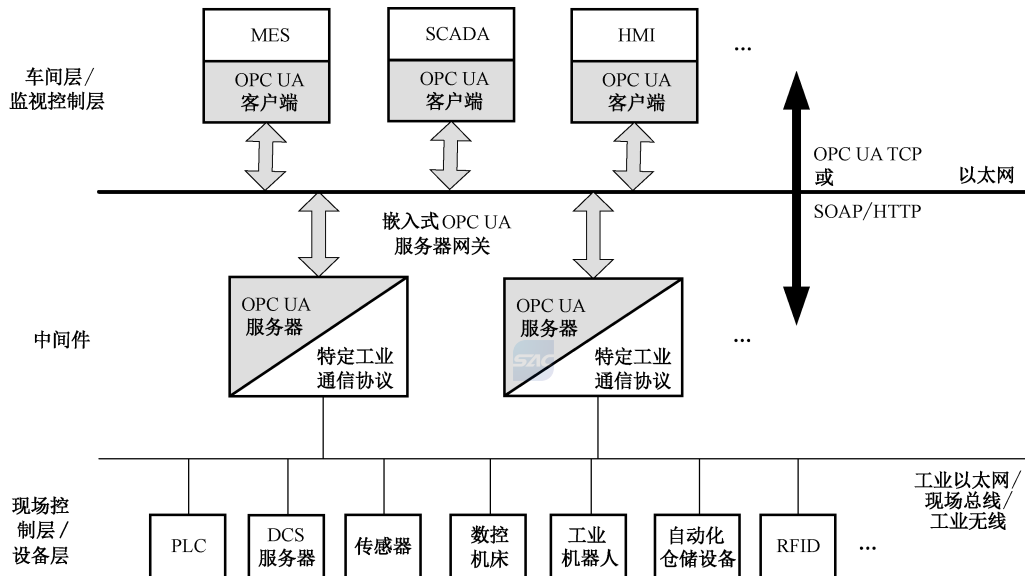 MES
SCADA
HMI
...
车间层/
监视控制层
OPC UA
客户端
OPC UA
客户端
OPC UA
客户端
OPC UA TCP
或
SOAP/HTTP
以太网
嵌入式OPC UA
服务器网关
中间件
OPC UA
服务器
特定工业
通信协议
OPC UA
服务器
特定工业
通信协议
SAC
...
现场控
制层/
设备层
PLC
DCS
服务器
传感器
数控
机床
工业
机器人
自动化
仓储设备
RFID
...
工业以太网/
现场总线/
工业无线